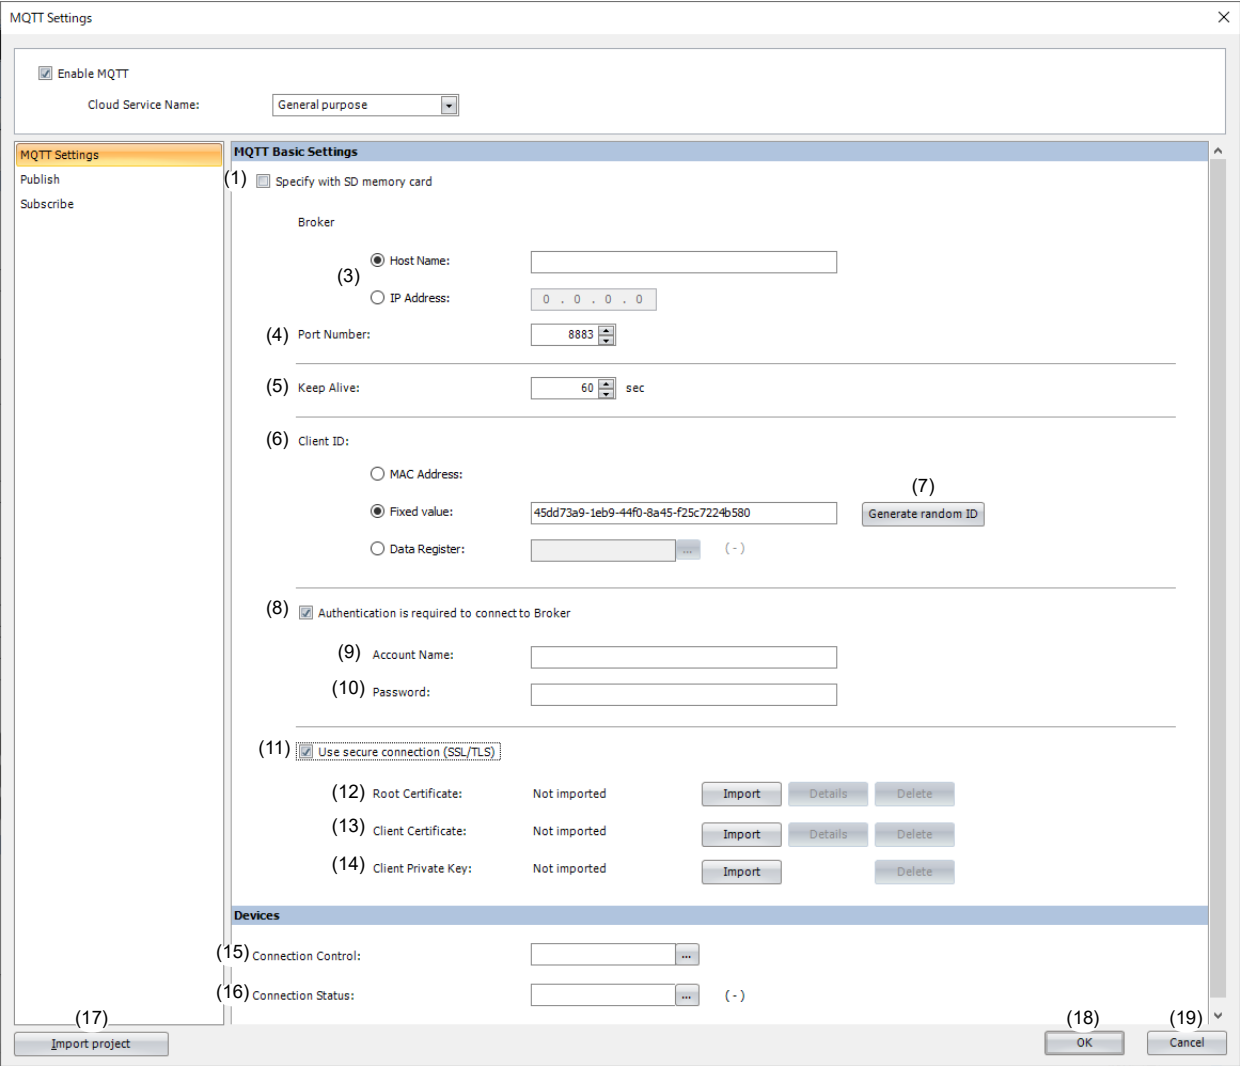 MQTT Settings
Enable MQTT
Cloud Service Name: General purpose
MQTT Settings
Publish
Subscribe
MQTT Basic Settings
(1) Specify with SD memory card
Broker
(3)
Host Name:
IP Address: 0 . 0 . 0 . 0
(4) Port Number: 8883
(5) Keep Alive: 60 sec
(6) Client ID:
MAC Address:
(7)
Fixed value: 45dd73a9-1eb9-44f0-8a45-f25c7224b580 Generate random ID
Data Register: ... (-)
(8) Authentication is required to connect to Broker
(9) Account Name:
(10) Password:
(11) Use secure connection (SSL/TLS)
(12) Root Certificate: Not imported Import Details Delete
(13) Client Certificate: Not imported Import Details Delete
(14) Client Private Key: Not imported Import Delete
Devices
(15) Connection Control: ...
(16) Connection Status: ... (-)
(17) (18) (19)
Import project OK Cancel